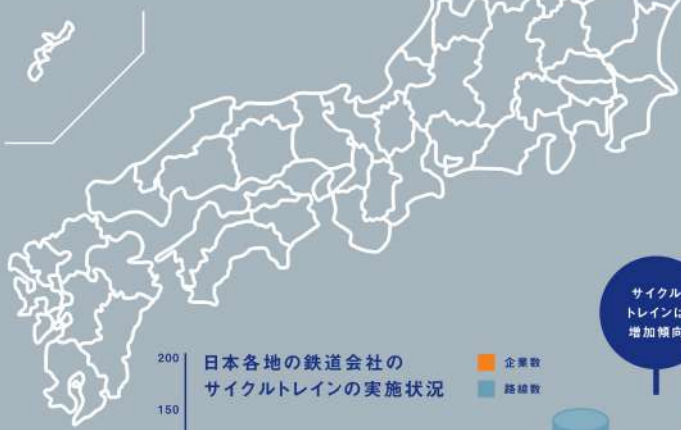 サイクル
トレインは
増加傾向
200
日本各地の鉄道会社の
サイクルトレインの実施状況
企業数
路線数
150